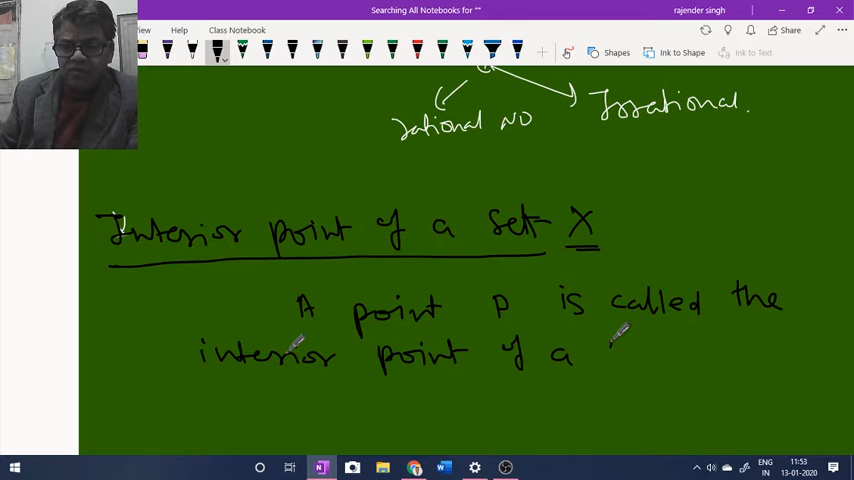 Searching All Notebooks for ""
rajender singh
View Help Class Notebook
Share
Shapes Ink to Shape Ink to Text
rational NO
Irrational.
Interior point of a set X
A point P is called the
interior point of a
ENG
IN
11:53
13-01-2020